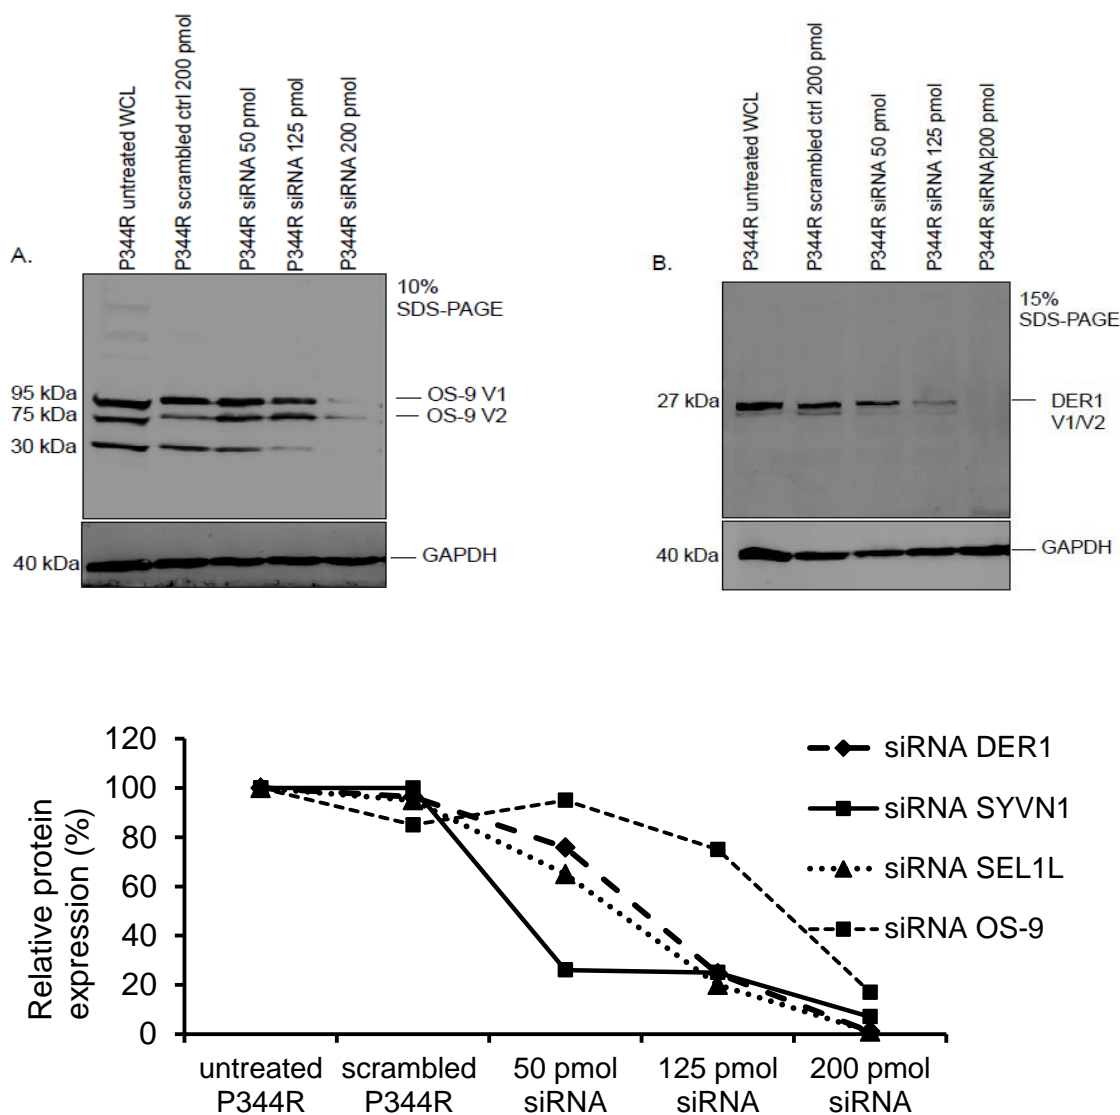 P344R untreated WCL
P344R scrambled ctrl 200 pmol
P344R siRNA 50 pmol
P344R siRNA 125 pmol
P344R siRNA 200 pmol
A.
10%
SDS-PAGE
95 kDa
OS-9 V1
75 kDa
OS-9 V2
30 kDa
40 kDa
GAPDH
P344R untreated WCL
P344R scrambled ctrl 200 pmol
P344R siRNA 50 pmol
P344R siRNA 125 pmol
P344R siRNA|200 pmol
B.
15%
SDS-PAGE
27 kDa
DER1
V1/V2
40 kDa
GAPDH
Relative protein
expression (%)
120
100
80
60
40
20
0
untreated
P344R
scrambled
P344R
50 pmol
siRNA
125 pmol
siRNA
200 pmol
siRNA
siRNA DER1
siRNA SYVN1
siRNA SEL1L
siRNA OS-9